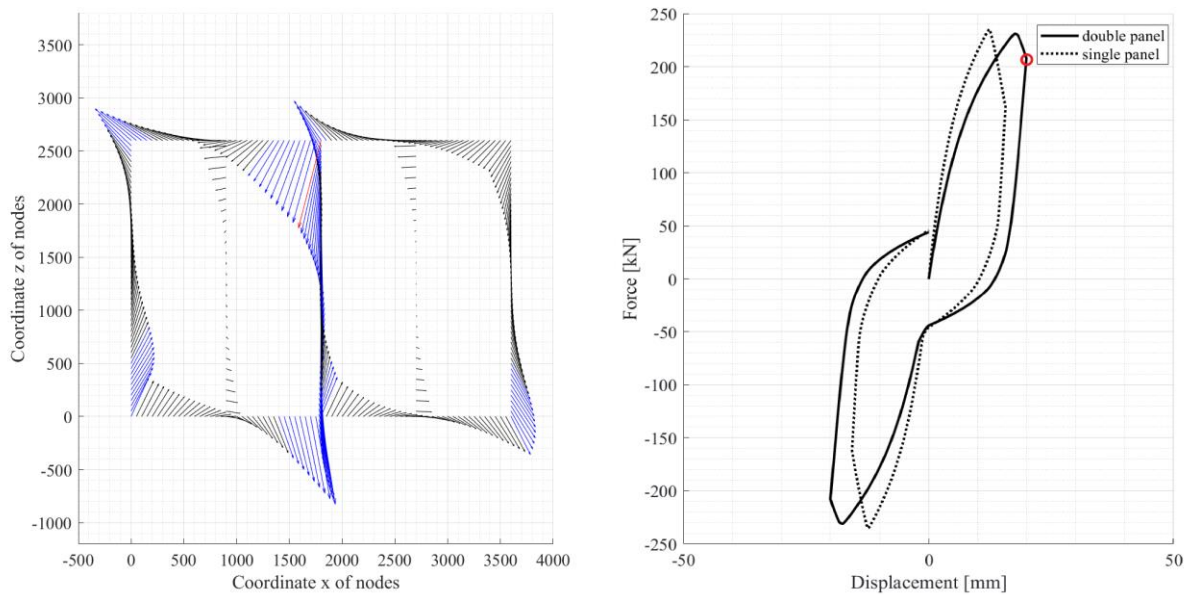 3500
3000
2500
2000
1500
1000
500
0
-500
-1000
Coordinate z of nodes
-500 0 500 1000 1500 2000 2500 3000 3500 4000
Coordinate x of nodes
250
200
150
100
50
0
-50
-100
-150
-200
-250
Force [kN]
double panel
single panel
-50 0 50
Displacement [mm]